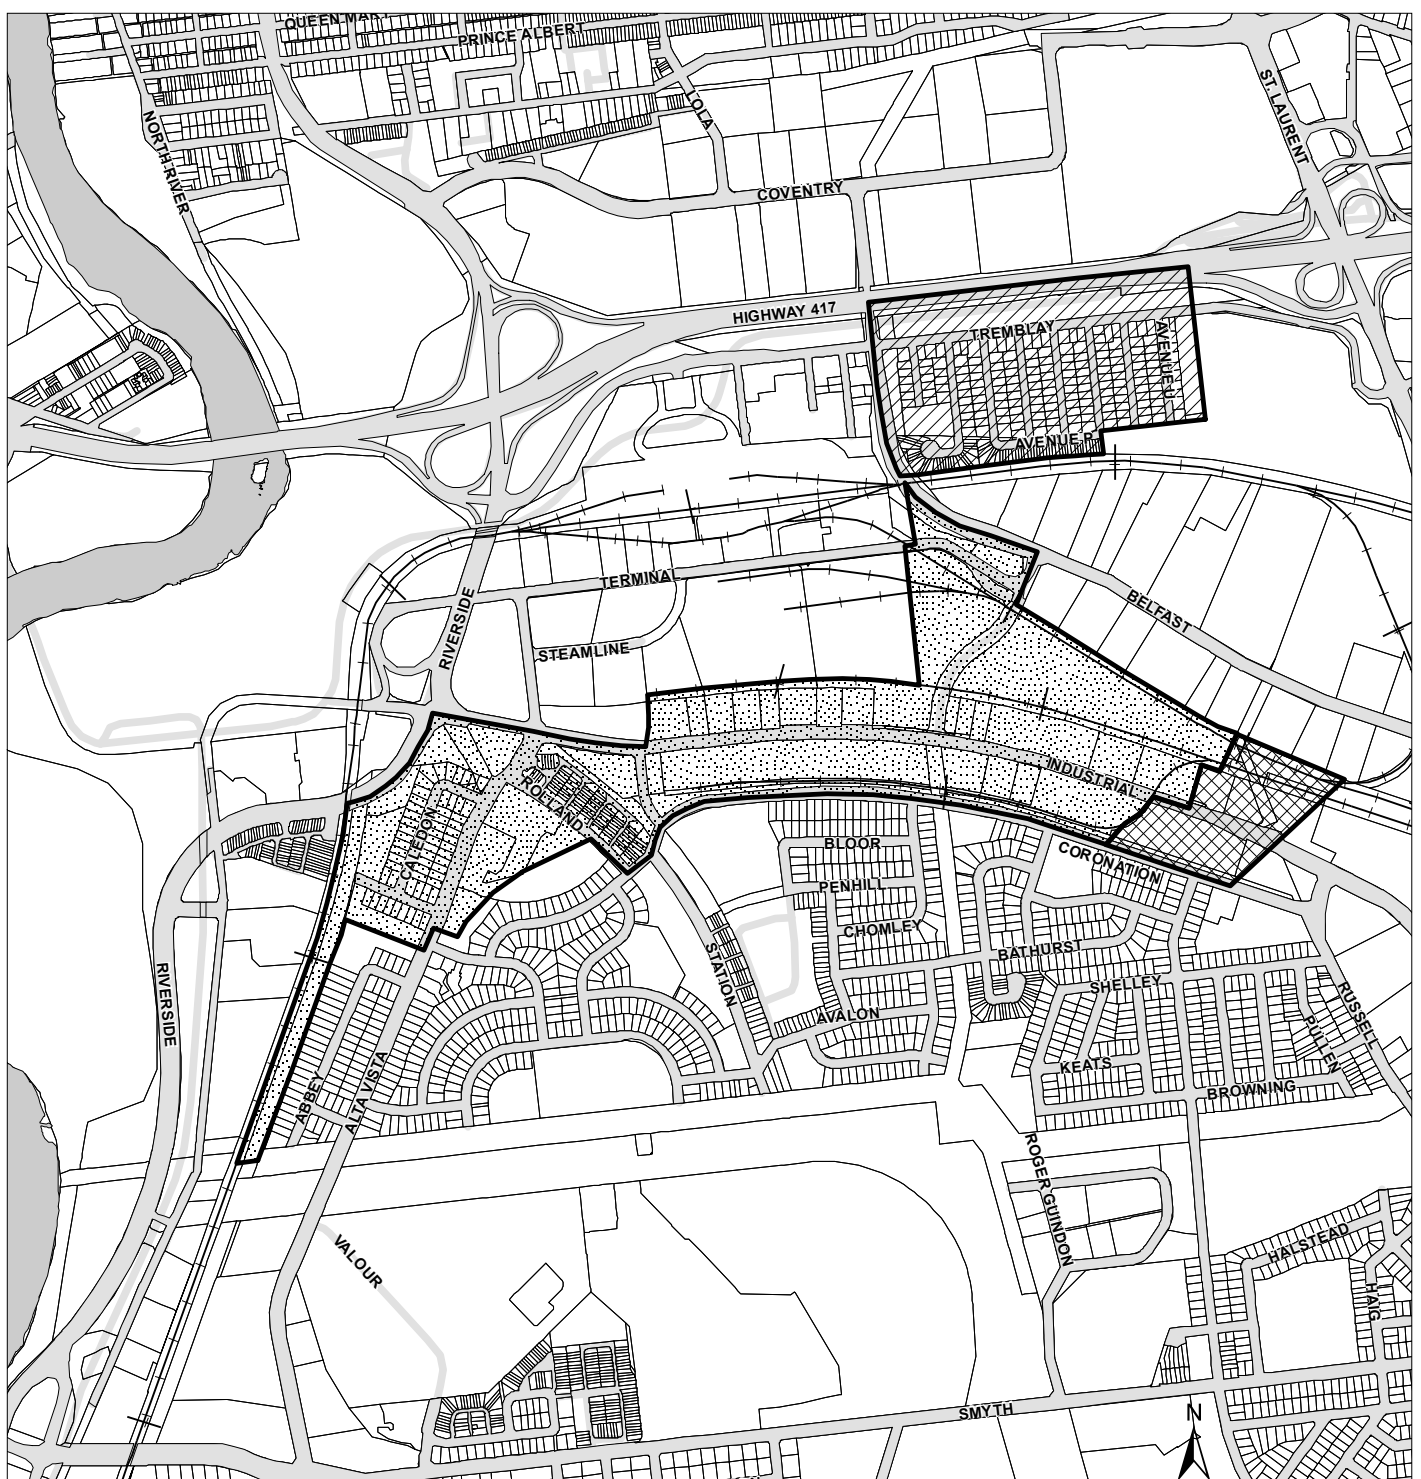 QUEEN MARY
PRINCE ALBERT
NORTH RIVER
LOLA
ST. LAURENT
COVENTRY
HIGHWAY 417
TREMBLAY
AVENUE U
AVENUE R
TERMINAL
BELFAST
RIVERSIDE
STEAMLINE
INDUSTRIAL
ROLLAND
CALEDON
BLOOR
CORONATION
PENHILL
CHOMLEY
STATION
BATHURST
SHELLEY
RIVERSIDE
AVALON
RUSSELL
PULLEN
KEATS
BROWNING
ABBEY
ALTA VISTA
ROGER GUINDON
VALOUR
HALSTEAD
HAIG
SMYTH
N